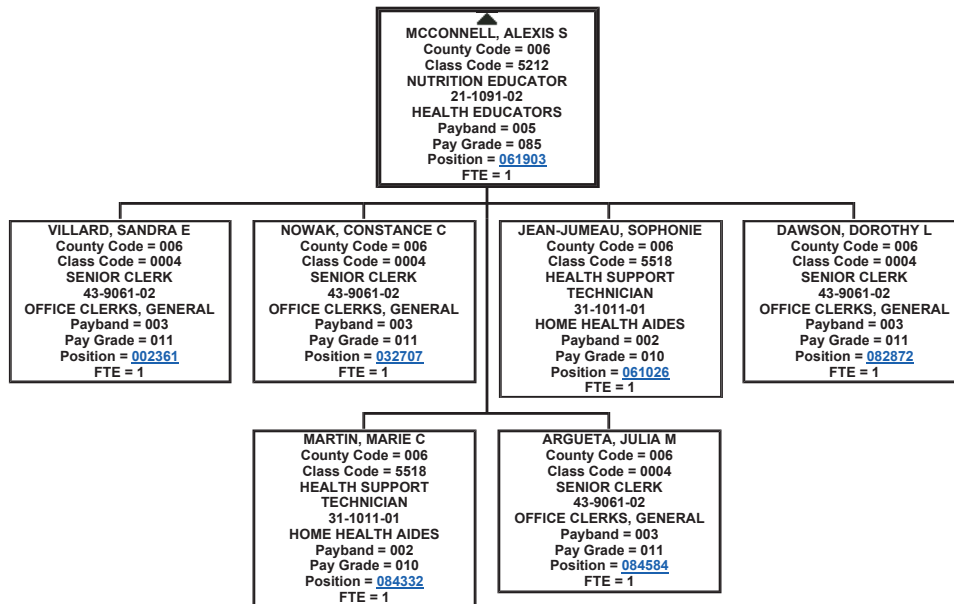 MCCONNELL, ALEXIS S
County Code = 006
Class Code = 5212
NUTRITION EDUCATOR
21-1091-02
HEALTH EDUCATORS
Payband = 005
Pay Grade = 085
Position = 061903
FTE = 1
VILLARD, SANDRA E
County Code = 006
Class Code = 0004
SENIOR CLERK
43-9061-02
OFFICE CLERKS, GENERAL
Payband = 003
Pay Grade = 011
Position = 002361
FTE = 1
NOWAK, CONSTANCE C
County Code = 006
Class Code = 0004
SENIOR CLERK
43-9061-02
OFFICE CLERKS, GENERAL
Payband = 003
Pay Grade = 011
Position = 032707
FTE = 1
JEAN-JUMEAU, SOPHONIE
County Code = 006
Class Code = 5518
HEALTH SUPPORT
TECHNICIAN
31-1011-01
HOME HEALTH AIDES
Payband = 002
Pay Grade = 010
Position = 061026
FTE = 1
DAWSON, DOROTHY L
County Code = 006
Class Code = 0004
SENIOR CLERK
43-9061-02
OFFICE CLERKS, GENERAL
Payband = 003
Pay Grade = 011
Position = 082872
FTE = 1
MARTIN, MARIE C
County Code = 006
Class Code = 5518
HEALTH SUPPORT
TECHNICIAN
31-1011-01
HOME HEALTH AIDES
Payband = 002
Pay Grade = 010
Position = 084332
FTE = 1
ARGUETA, JULIA M
County Code = 006
Class Code = 0004
SENIOR CLERK
43-9061-02
OFFICE CLERKS, GENERAL
Payband = 003
Pay Grade = 011
Position = 084584
FTE = 1